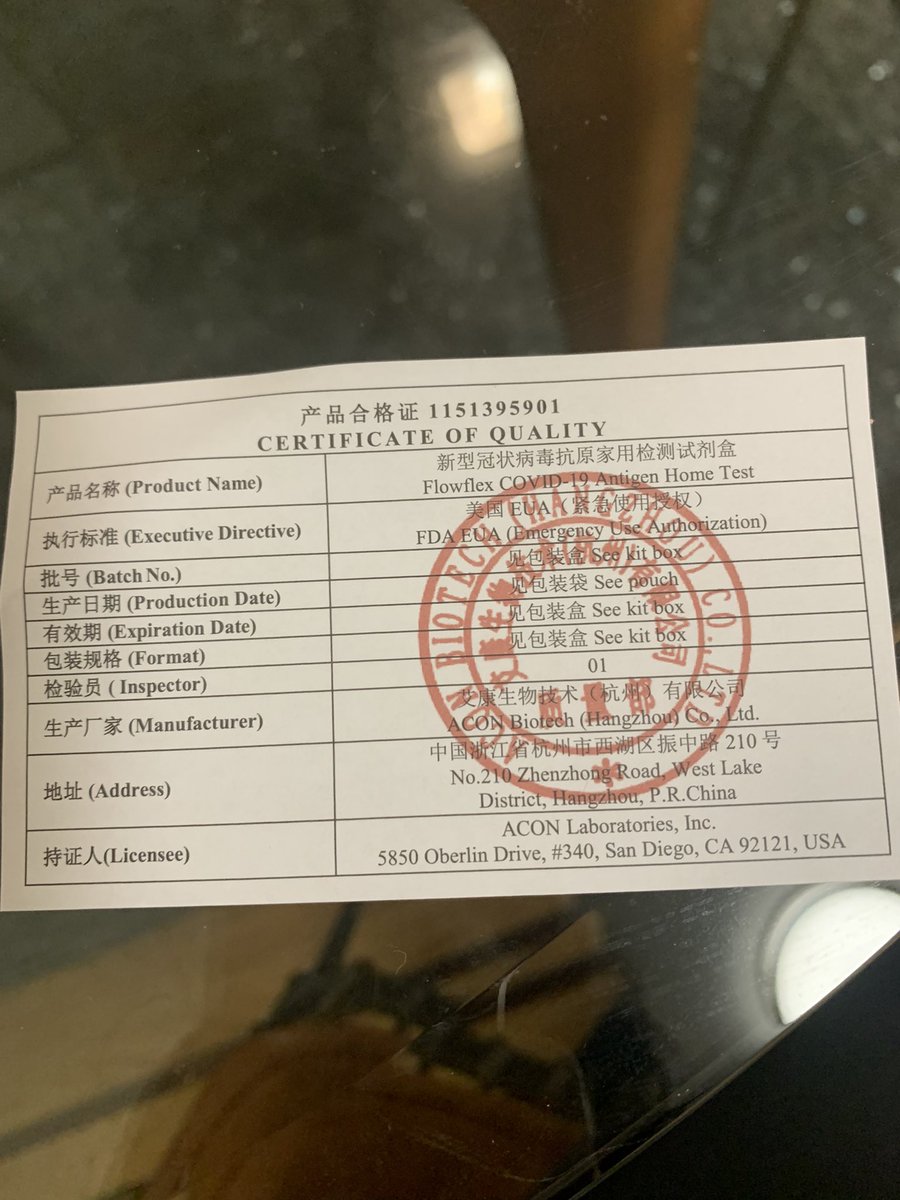 产品合格证 1151395901
CERTIFICATE OF QUALITY
产品名称 (Product Name)
新型冠状病毒抗原家用检测试剂盒
Flowflex COVID-19 Antigen Home Test
执行标准 (Executive Directive)
美国 EUA（紧急使用授权）
FDA EUA (Emergency Use Authorization)
批号 (Batch No.)
见包装盒 See kit box
生产日期 (Production Date)
见包装袋 See pouch
有效期 (Expiration Date)
见包装盒 See kit box
包装规格 (Format)
见包装盒 See kit box
检验员 ( Inspector)
01
生产厂家 (Manufacturer)
艾康生物技术（杭州）有限公司
ACON Biotech (Hangzhou) Co., Ltd.
地址 (Address)
中国浙江省杭州市西湖区振中路 210 号
No.210 Zhenzhong Road, West Lake
District, Hangzhou, P.R.China
持证人(Licensee)
ACON Laboratories, Inc.
5850 Oberlin Drive, #340, San Diego, CA 92121, USA
ACON BIOTECH (HANGZHOU) CO., LTD
艾康生物技术(杭州)有限公司
质量部